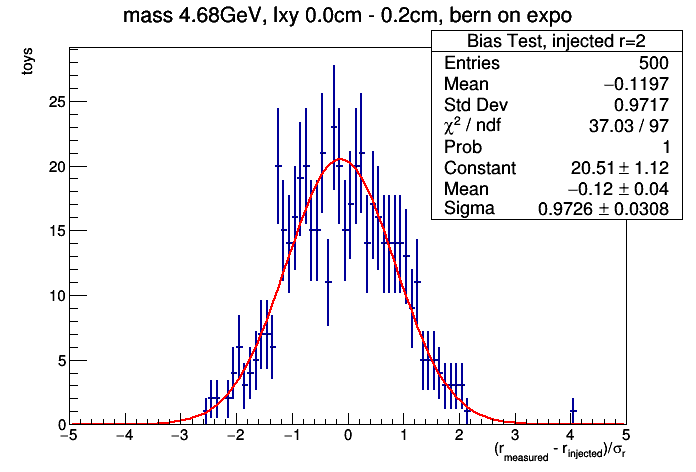 mass 4.68GeV, lxy 0.0cm - 0.2cm, bern on expo
toys
Bias Test, injected r=2
Entries 500
Mean −0.1197
Std Dev 0.9717
χ² / ndf 37.03 / 97
Prob 1
Constant 20.51 ± 1.12
Mean −0.12 ± 0.04
Sigma 0.9726 ± 0.0308
25
20
15
10
5
0
−5 −4 −3 −2 −1 0 1 2 3 4 5
(r_measured - r_injected)/σ_r